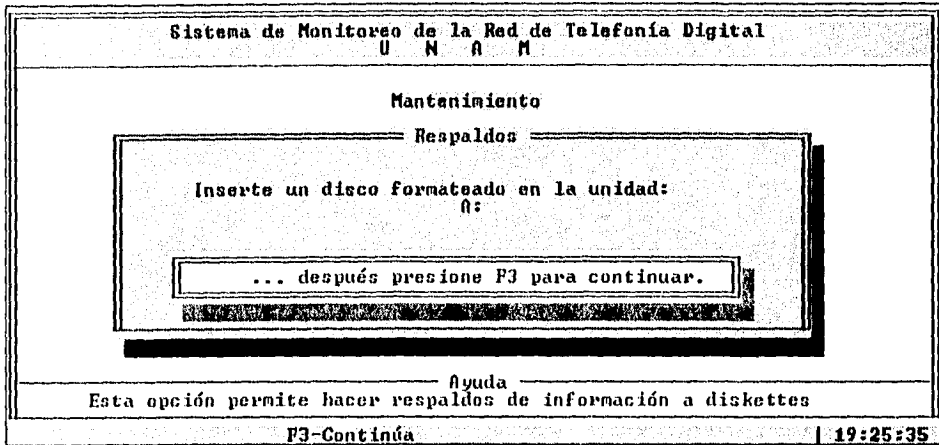 Sistema de Monitoreo de la Red de Telefonía Digital
U N A M
Mantenimiento
Respaldos
Inserte un disco formateado en la unidad:
A:
... después presione F3 para continuar.
Ayuda
Esta opción permite hacer respaldos de información a diskettes
F3-Continúa | 19:25:35